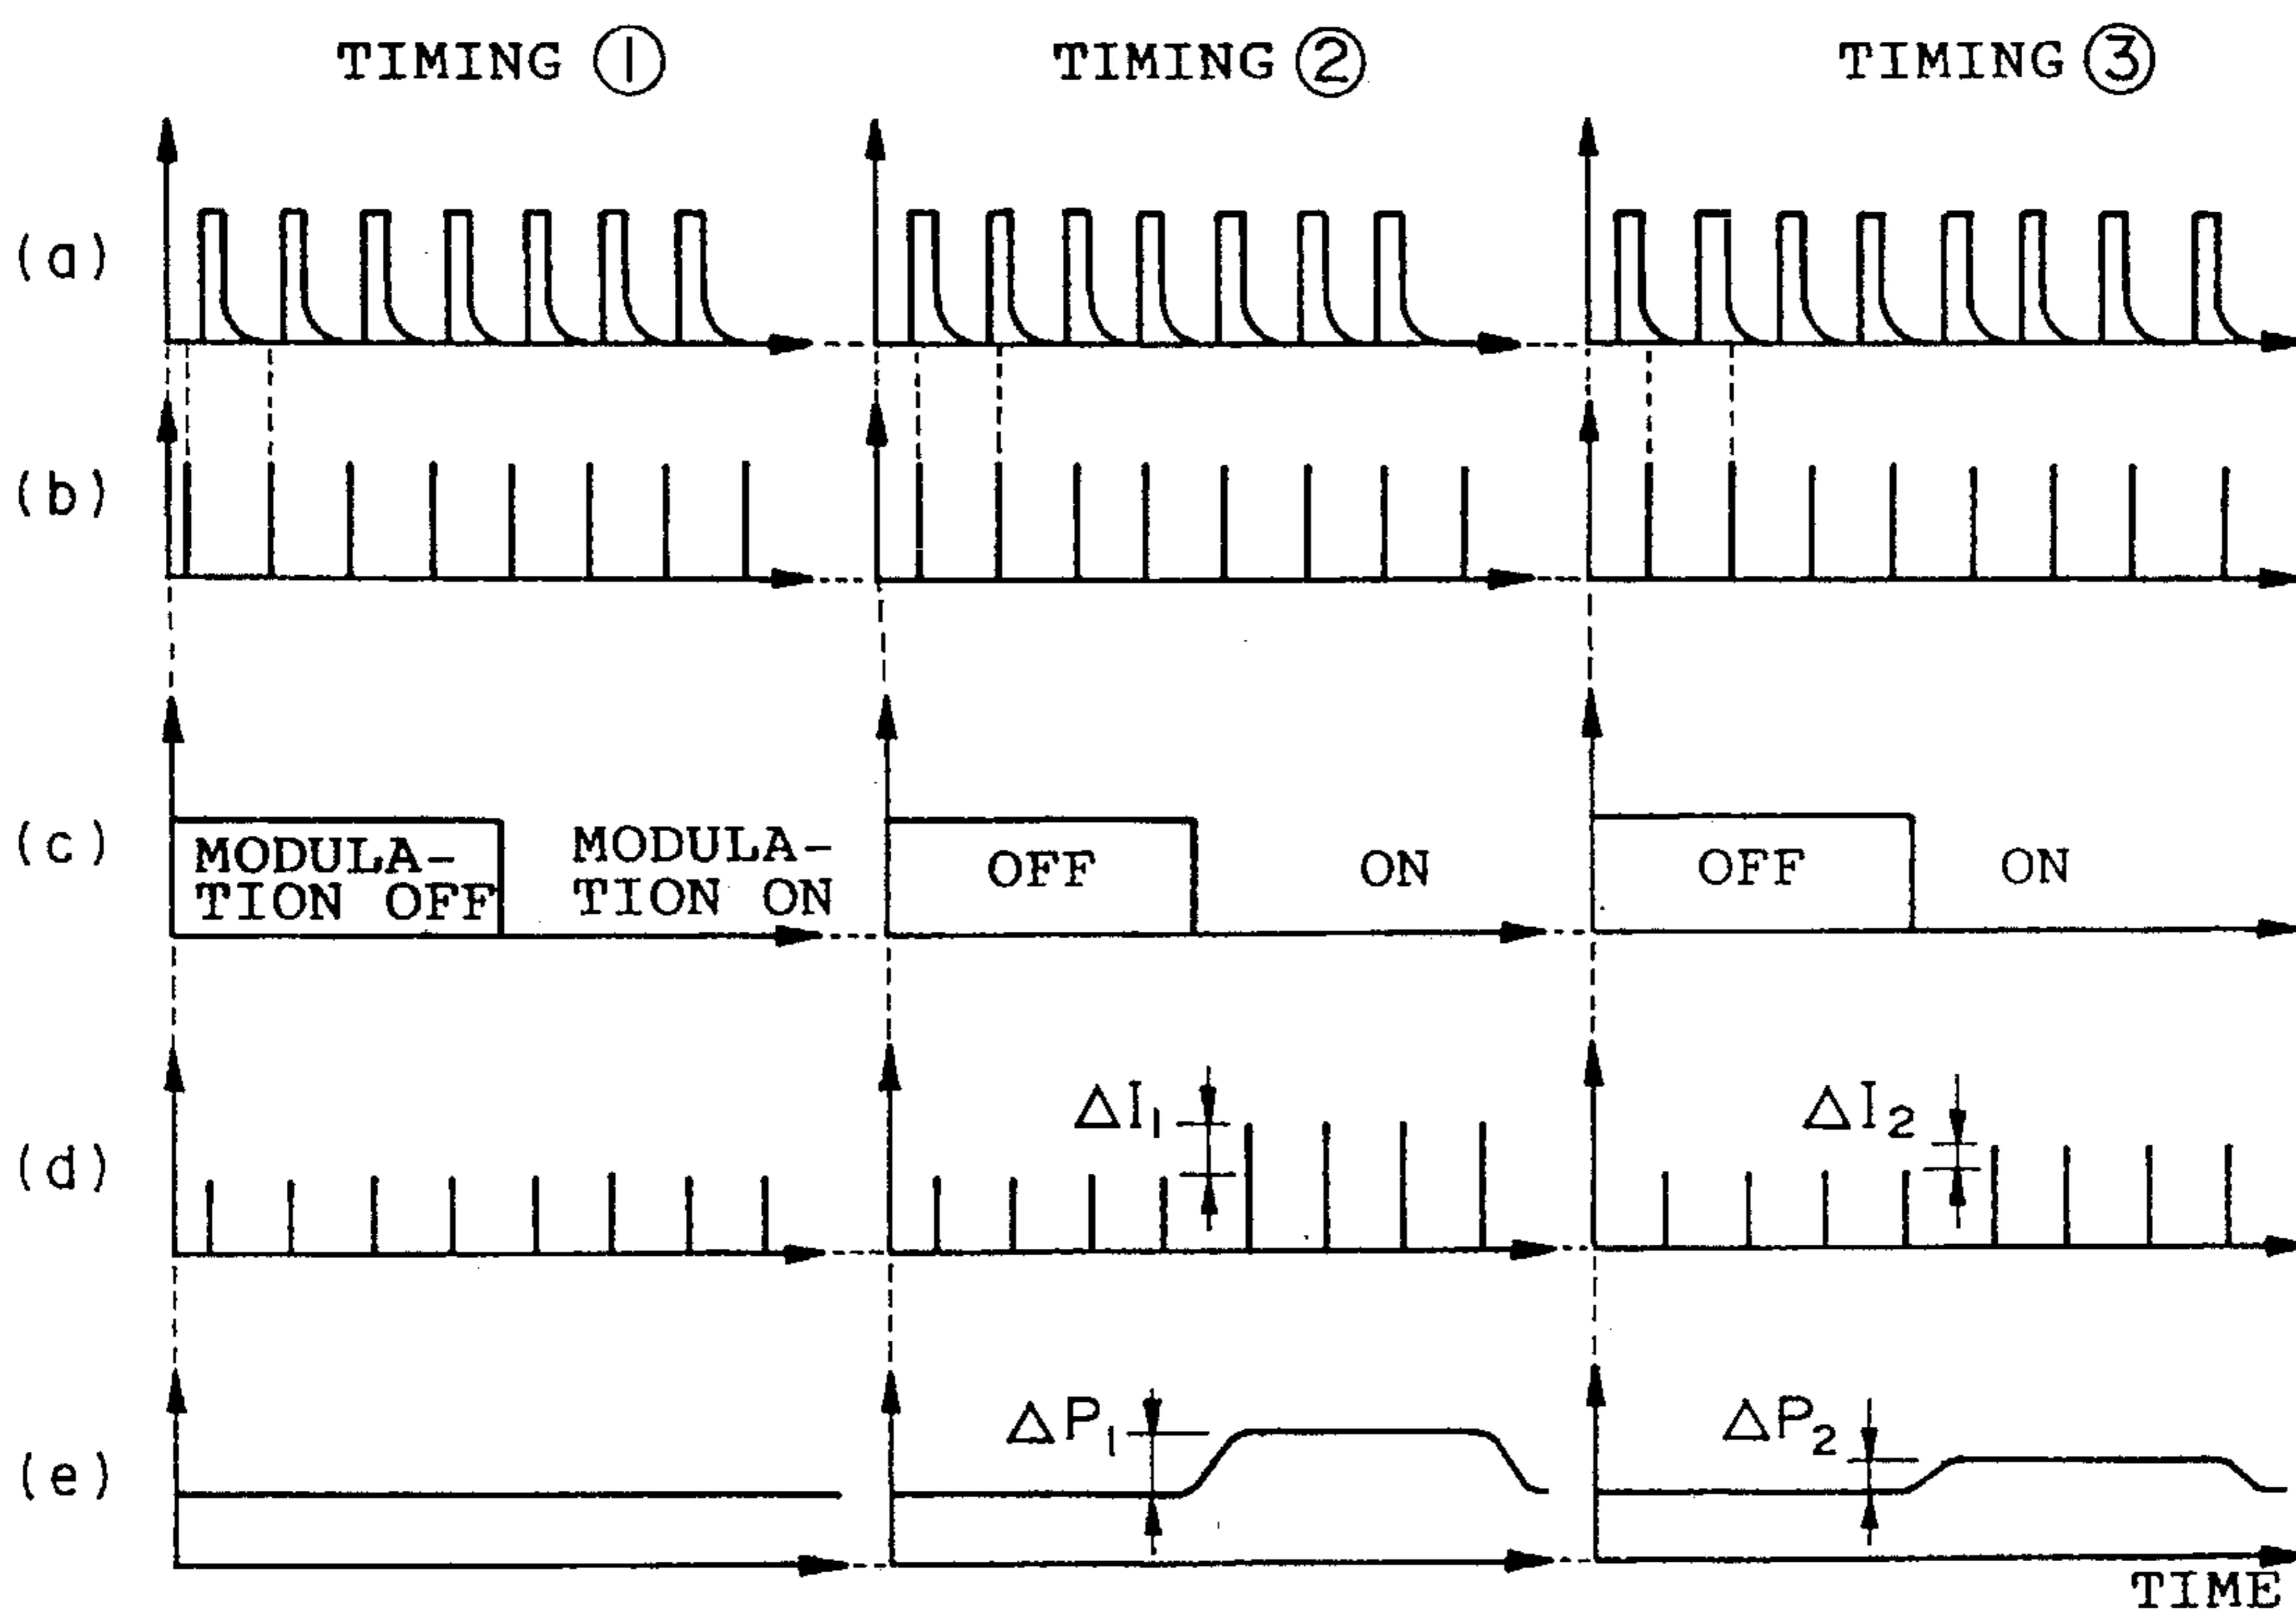 TIMING ① TIMING ② TIMING ③
(a)
(b)
(c)
MODULA-
TION OFF
MODULA-
TION ON
OFF
ON
OFF
ON
(d)
ΔI₁
ΔI₂
(e)
ΔP₁
ΔP₂
TIME